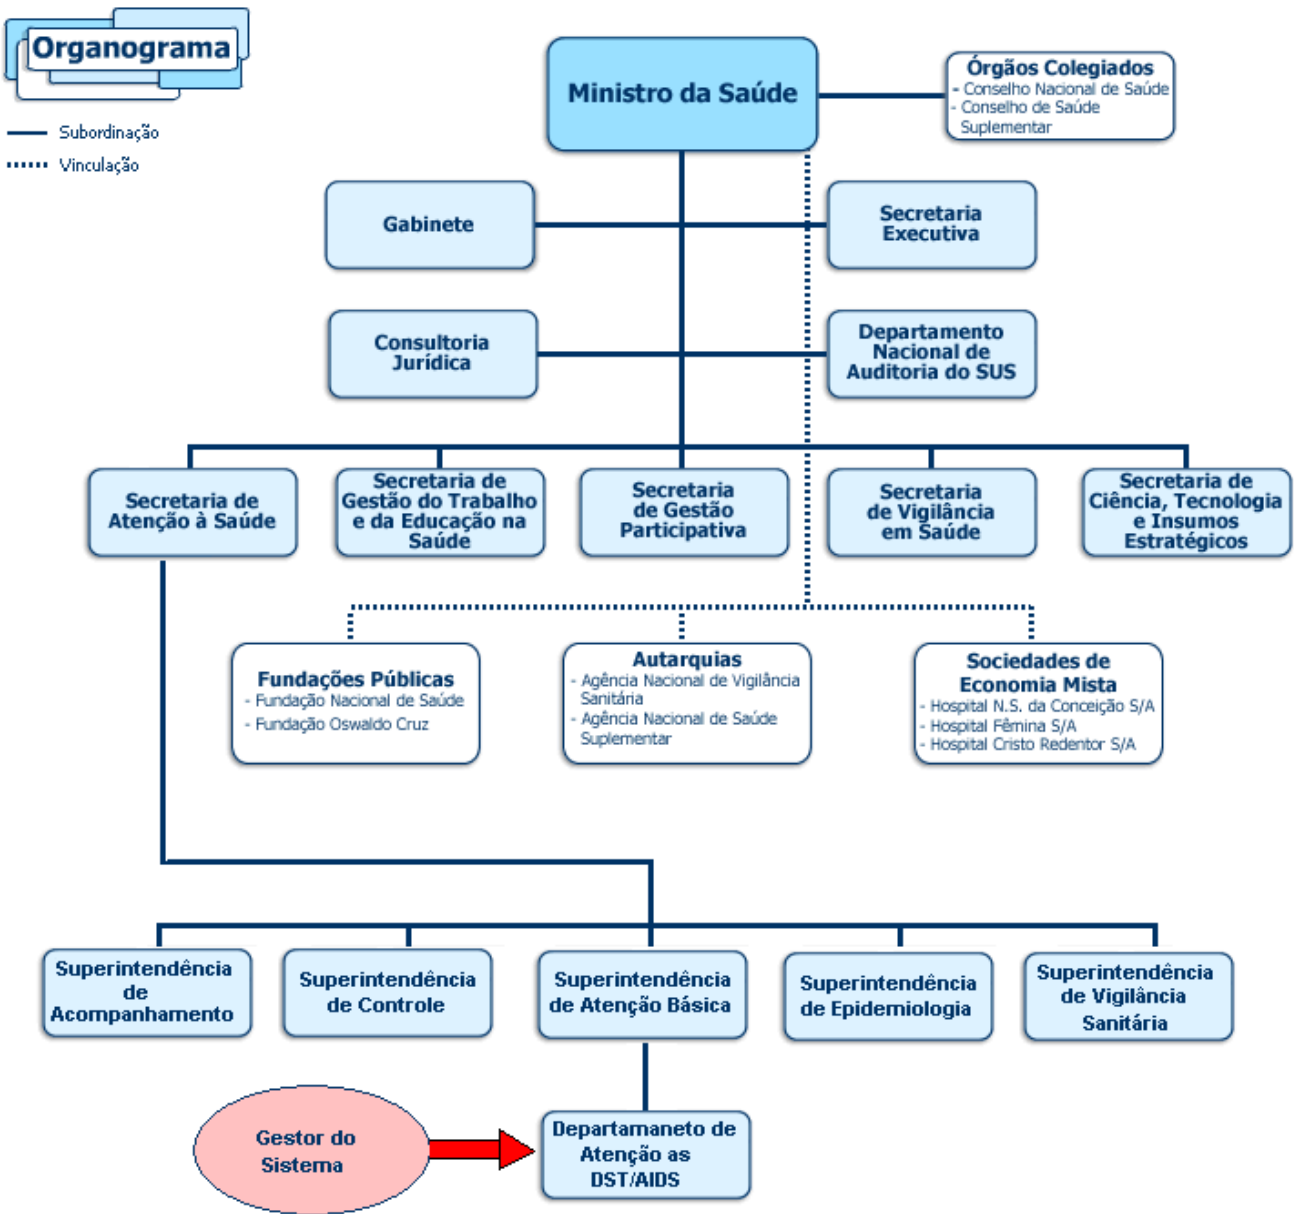 Organograma
Subordinação
Vinculação
Ministro da Saúde
Órgãos Colegiados
- Conselho Nacional de Saúde
- Conselho de Saúde
Suplementar
Gabinete
Secretaria
Executiva
Consultoria
Jurídica
Departamento
Nacional de
Auditoria do SUS
Secretaria de
Atenção à Saúde
Secretaria de
Gestão do Trabalho
e da Educação na
Saúde
Secretaria
de Gestão
Participativa
Secretaria
de Vigilância
em Saúde
Secretaria de
Ciência, Tecnologia
e Insumos
Estratégicos
Fundações Públicas
- Fundação Nacional de Saúde
- Fundação Oswaldo Cruz
Autarquias
- Agência Nacional de Vigilância
Sanitária
- Agência Nacional de Saúde
Suplementar
Sociedades de
Economia Mista
- Hospital N.S. da Conceição S/A
- Hospital Fêmina S/A
- Hospital Cristo Redentor S/A
Superintendência
de
Acompanhamento
Superintendência
de Controle
Superintendência
de Atenção Básica
Superintendência
de Epidemiologia
Superintendência
de Vigilância
Sanitária
Gestor do
Sistema
Departamaneto de
Atenção as
DST/AIDS